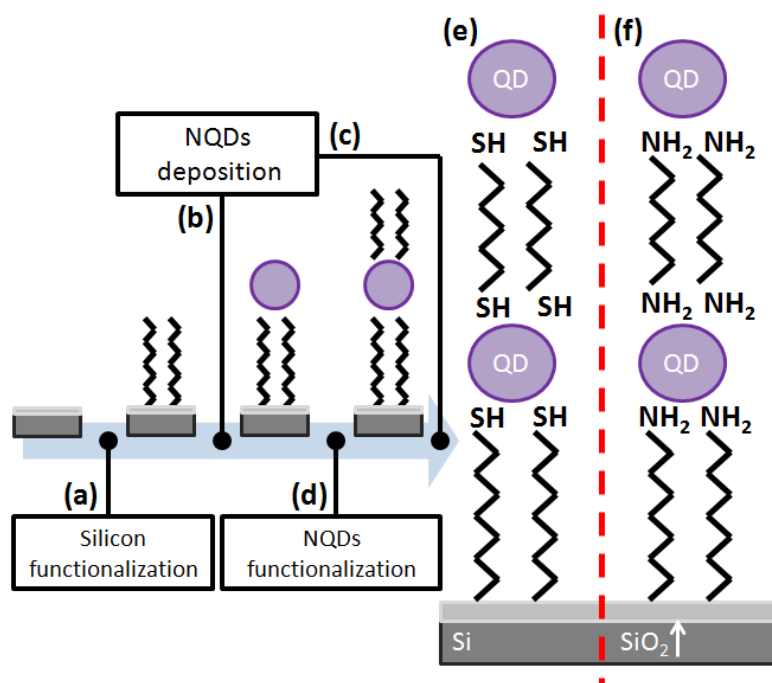 (e)
(f)
QD
QD
NQDs
deposition
(c)
(b)
SH SH
NH2 NH2
SH SH
NH2 NH2
QD
QD
SH SH
NH2 NH2
(a)
(d)
Silicon
functionalization
NQDs
functionalization
Si
SiO2